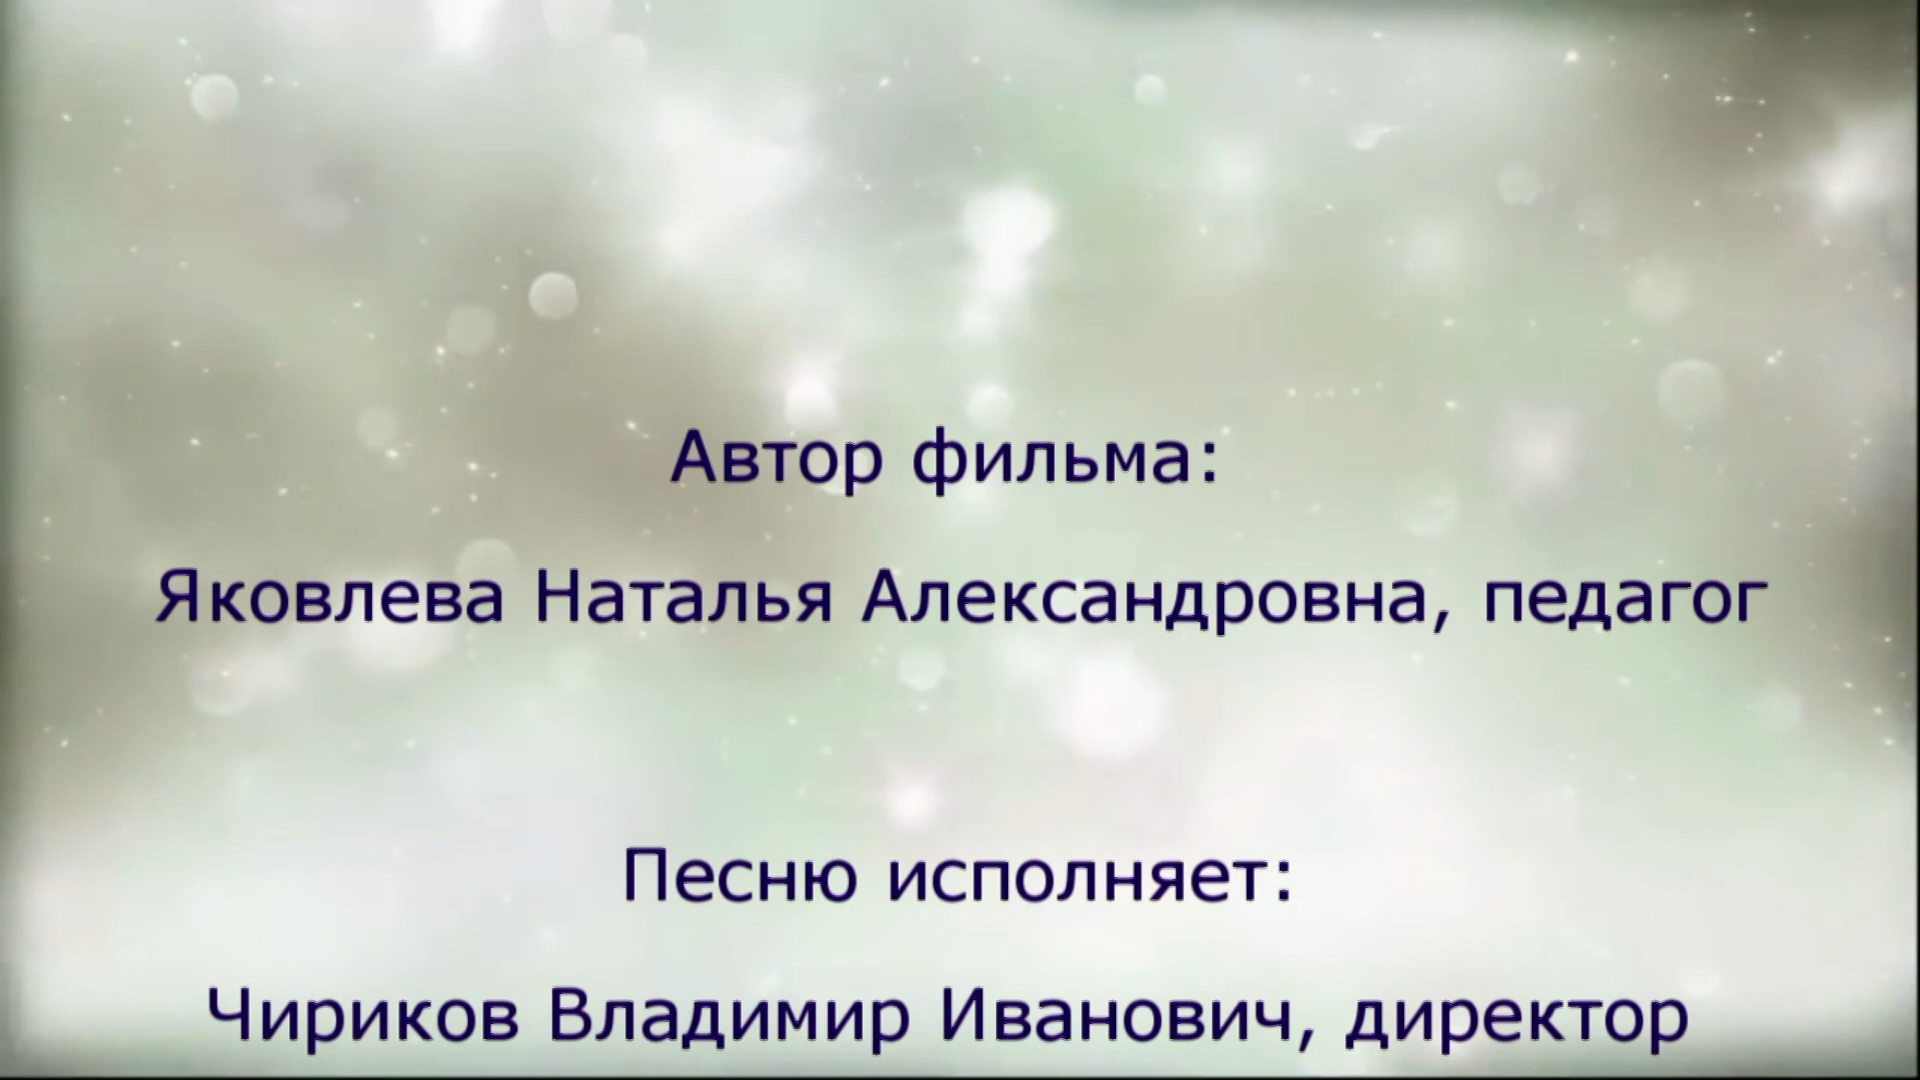 Автор фильма:
Яковлева Наталья Александровна, педагог
Песню исполняет:
Чириков Владимир Иванович, директор